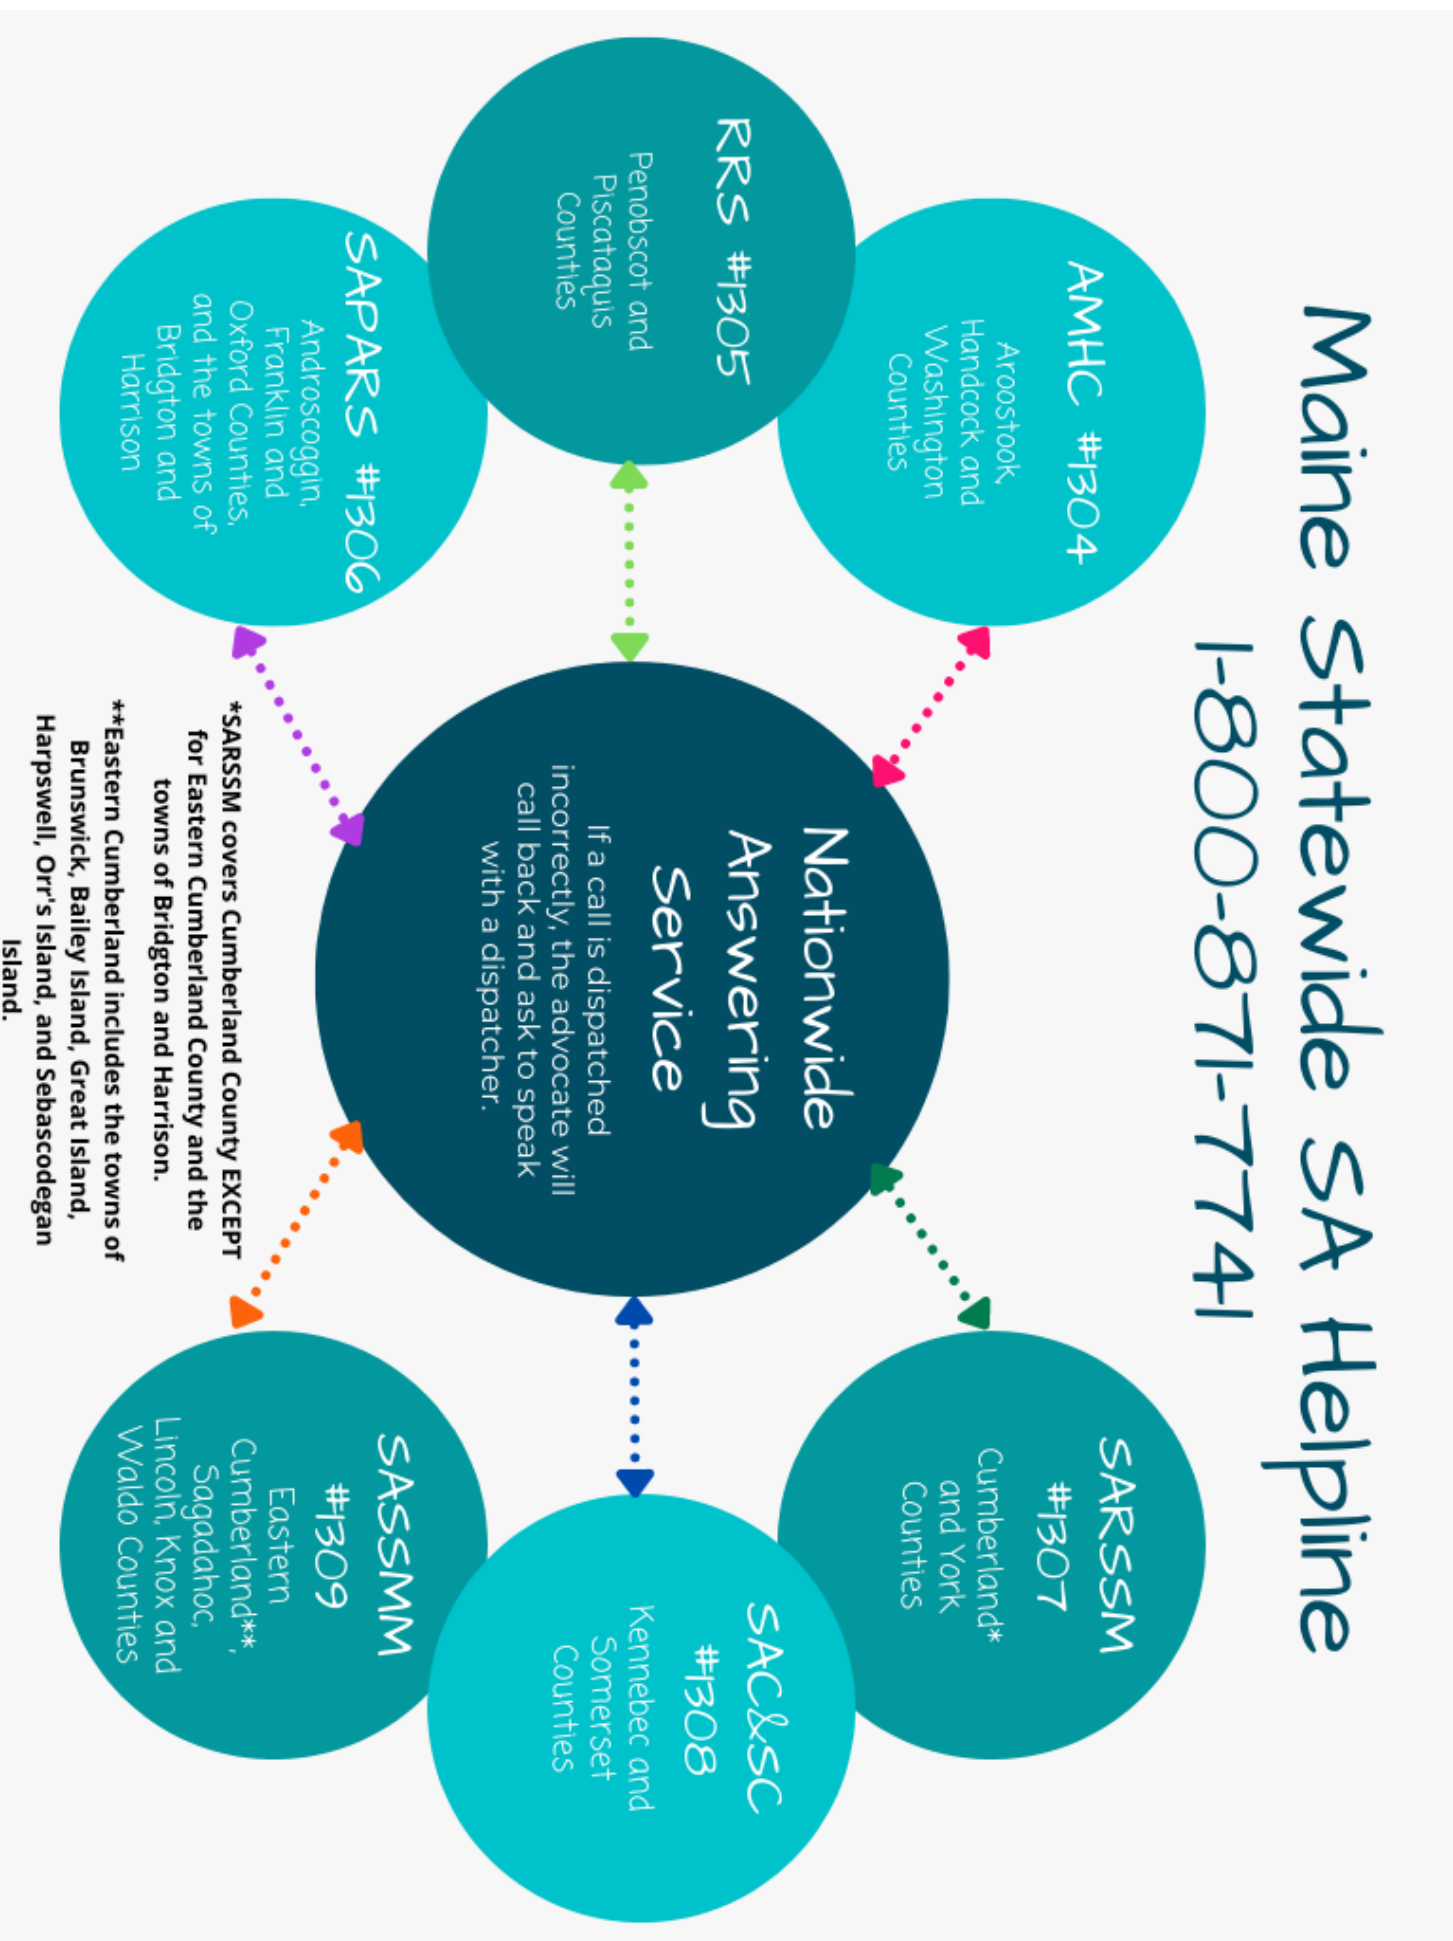 Maine Statewide SA Helpline
1-800-871-7741
AMHC #1304
Aroostook,
Handcock and
Washington
Counties
RRS #1305
Penobscot and
Piscataquis
Counties
SAPARS #1306
Androscoggin,
Franklin and
Oxford Counties,
and the towns of
Bridgton and
Harrison
Nationwide
Answering
Service
If a call is dispatched
incorrectly, the advocate will
call back and ask to speak
with a dispatcher.
SARSSM
#1307
Cumberland*
and York
Counties
SAC&SC
#1308
Kennebec and
Somerset
Counties
SASSMM
#1309
Eastern
Cumberland**,
Sagadahoc,
Lincoln, Knox and
Waldo Counties
*SARSSM covers Cumberland County EXCEPT
for Eastern Cumberland County and the
towns of Bridgton and Harrison.
**Eastern Cumberland includes the towns of
Brunswick, Bailey Island, Great Island,
Harpswell, Orr's Island, and Sebascodegan
Island.